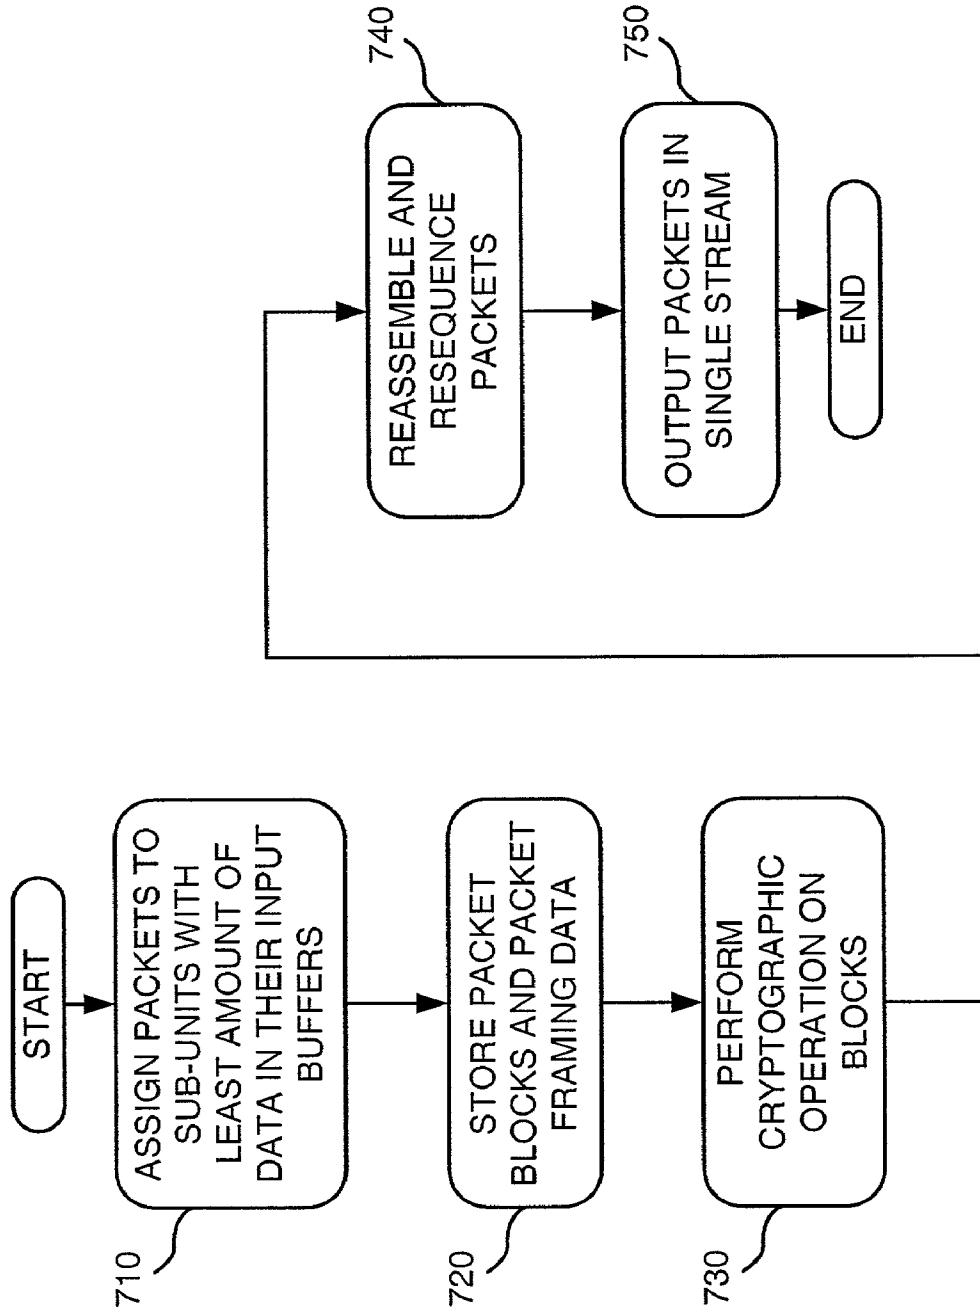 START
710
ASSIGN PACKETS TO
SUB-UNITS WITH
LEAST AMOUNT OF
DATA IN THEIR INPUT
BUFFERS
720
STORE PACKET
BLOCKS AND PACKET
FRAMING DATA
730
PERFORM
CRYPTOGRAPHIC
OPERATION ON
BLOCKS
740
REASSEMBLE AND
RESEQUENCE
PACKETS
750
OUTPUT PACKETS IN
SINGLE STREAM
END